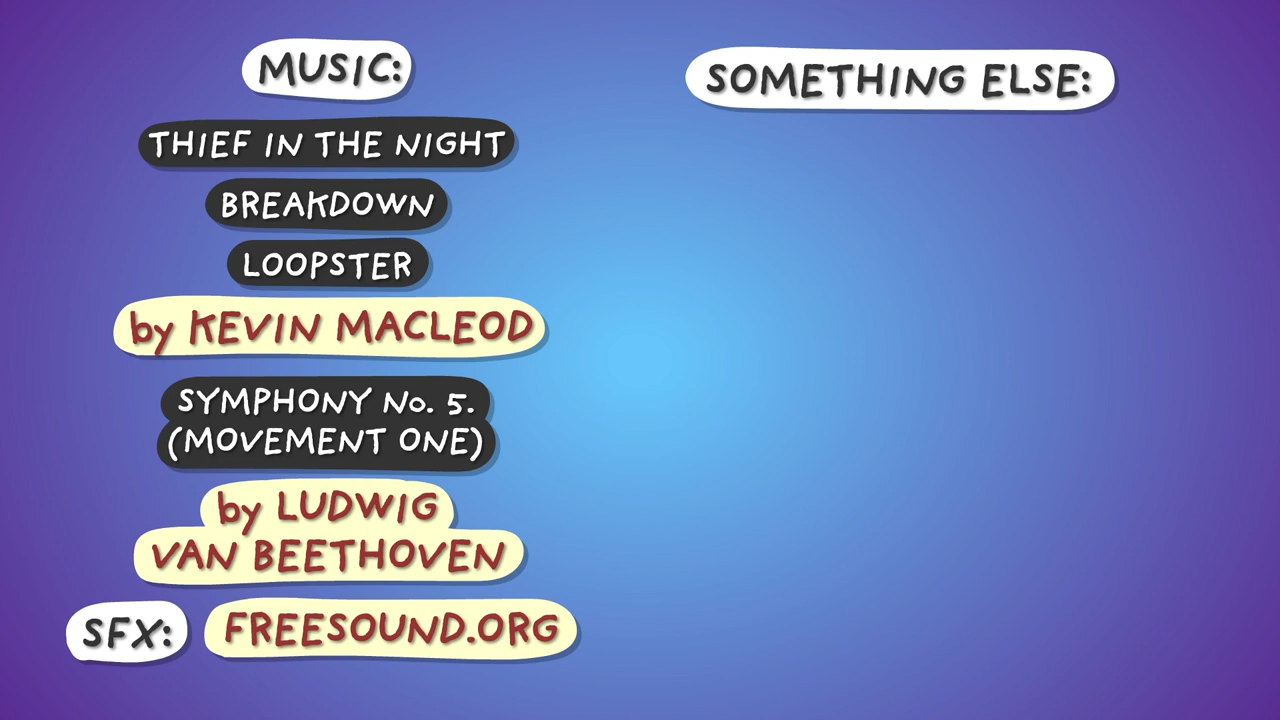 MUSIC:
THIEF IN THE NIGHT
BREAKDOWN
LOOPSTER
by KEVIN MACLEOD
SYMPHONY No. 5.
(MOVEMENT ONE)
by LUDWIG
VAN BEETHOVEN
SFX: FREESOUND.ORG
SOMETHING ELSE: